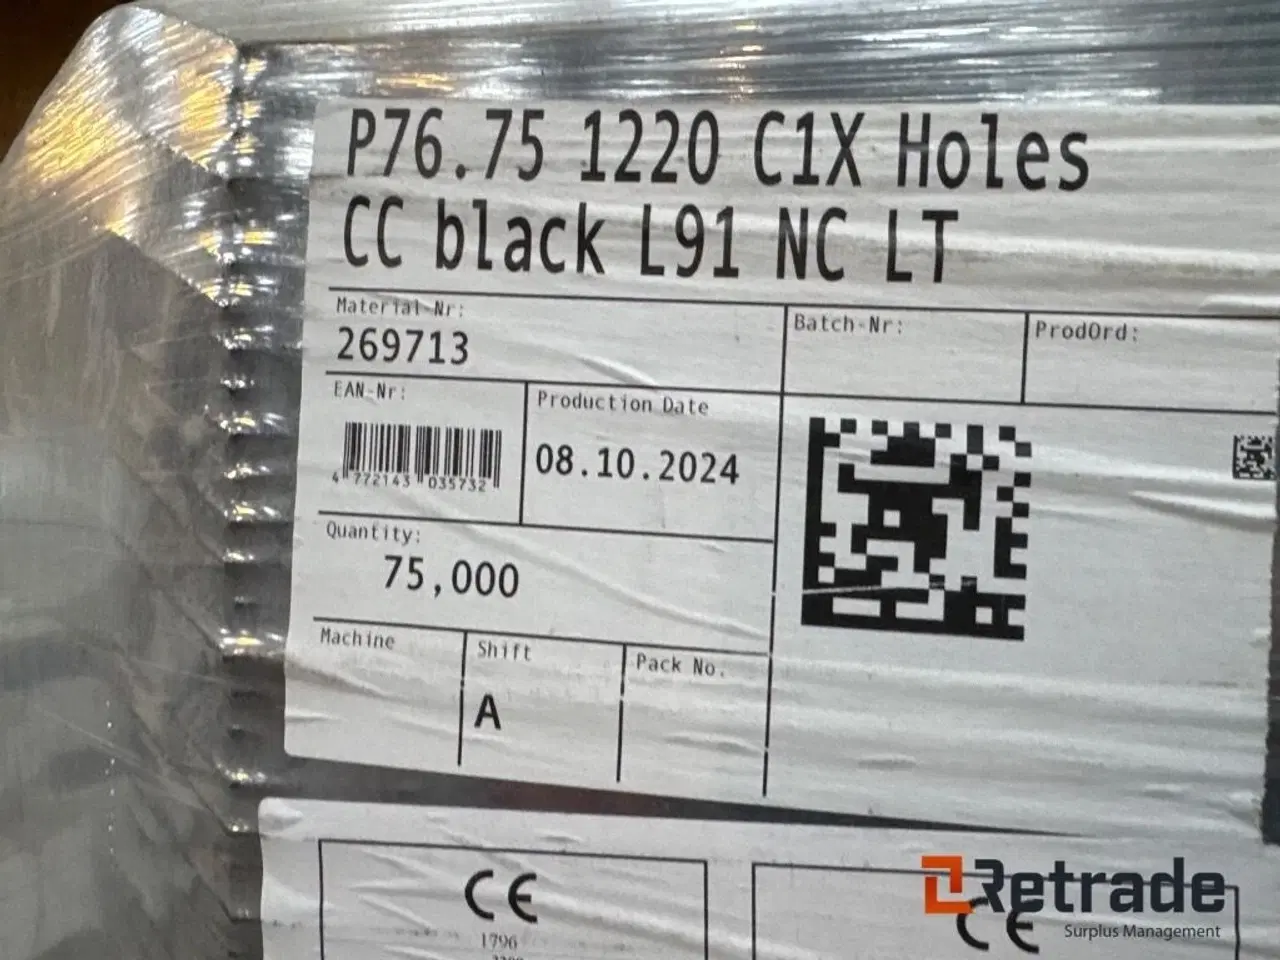 P76.75 1220 C1X Holes
CC black L91 NC LT
Material-Nr:
269713
Batch-Nr:
ProdOrd:
EAN-Nr:
4 772143 035732
Production Date
08.10.2024
Quantity:
75,000
Machine
Shift
A
Pack No.
CE
1796
CE
Retrade
Surplus Management